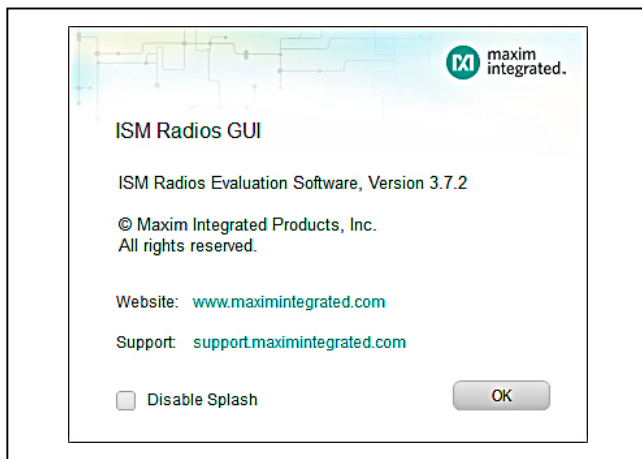 maxim
integrated.
ISM Radios GUI
ISM Radios Evaluation Software, Version 3.7.2
© Maxim Integrated Products, Inc.
All rights reserved.
Website: www.maximintegrated.com
Support: support.maximintegrated.com
Disable Splash
OK